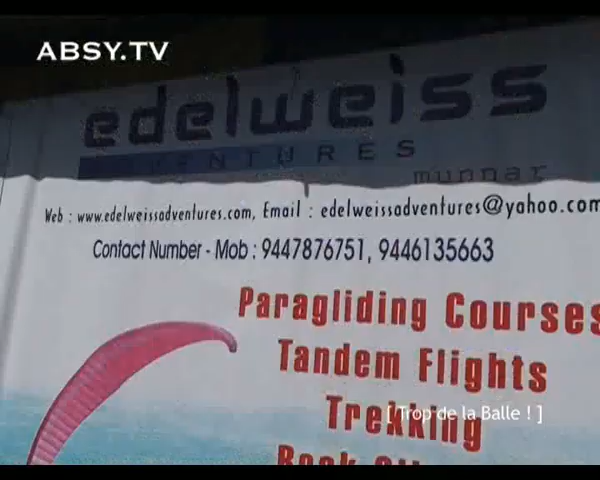 ABSY.TV
edelweiss
ADVENTURES
munnar
Web : www.edelweissadventures.com, Email : edelweissadventures@yahoo.com
Contact Number - Mob : 9447876751, 9446135663
Paragliding Courses
Tandem Flights
Trekking
[ Trop de la Balle ! ]